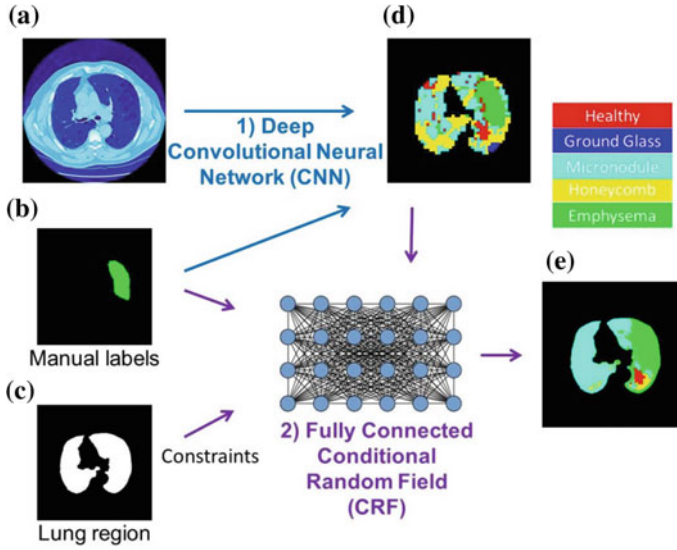 (a)
(d)
1) Deep
Convolutional Neural
Network (CNN)
Healthy
Ground Glass
Micronodule
Honeycomb
Emphysema
(b)
(e)
Manual labels
(c)
Constraints
2) Fully Connected
Conditional
Random Field
(CRF)
Lung region